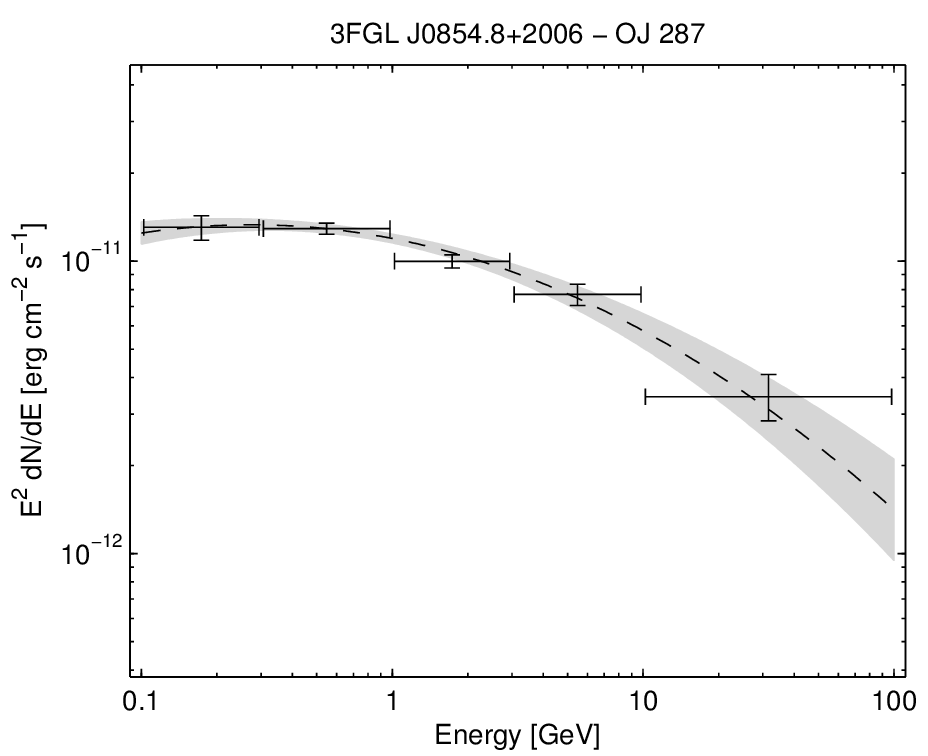 3FGL J0854.8+2006 − OJ 287
E² dN/dE [erg cm⁻² s⁻¹]
10⁻¹¹
10⁻¹²
0.1 1 10 100
Energy [GeV]